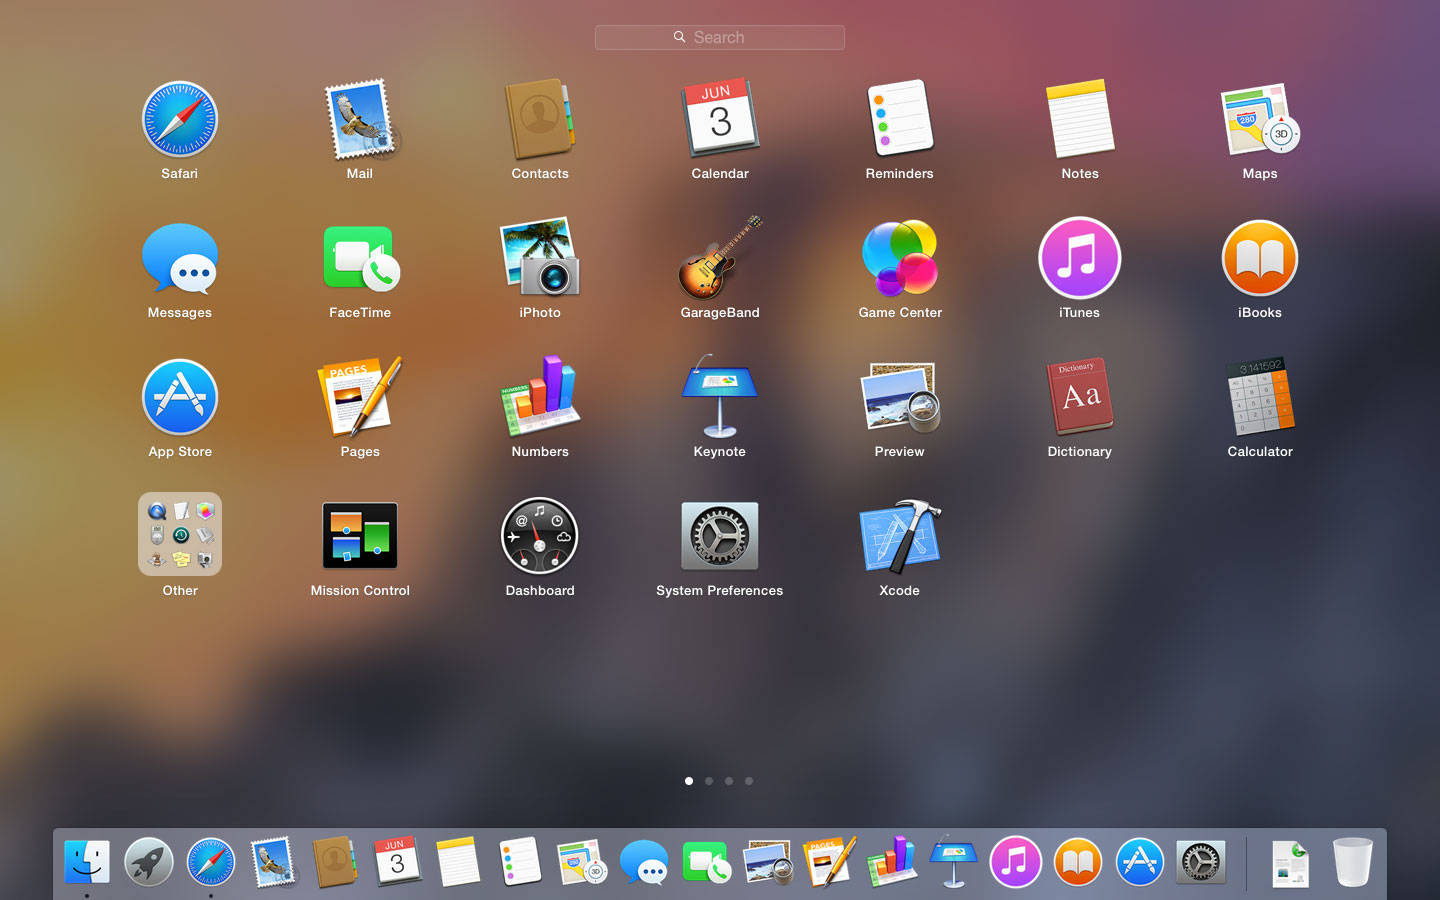 Search
JUN
3
280
3D
Safari
Mail
Contacts
Calendar
Reminders
Notes
Maps
Messages
FaceTime
iPhoto
GarageBand
Game Center
iTunes
iBooks
PAGES
NUMBERS
Dictionary
Aa
3.141592
App Store
Pages
Numbers
Keynote
Preview
Dictionary
Calculator
@
Other
Mission Control
Dashboard
System Preferences
Xcode
JUN
3
280
3D
PAGES